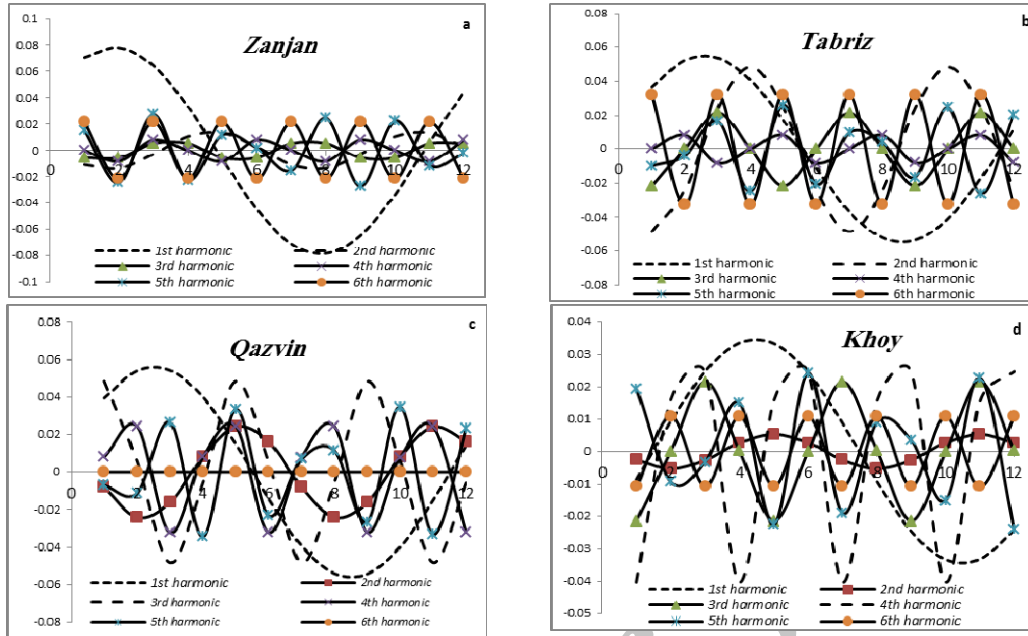 a
Zanjan
0.1
0.08
0.06
0.04
0.02
0
-0.02
-0.04
-0.06
-0.08
-0.1
0 2 4 6 8 10 12
1st harmonic 2nd harmonic
3rd harmonic 4th harmonic
5th harmonic 6th harmonic
b
Tabriz
0.08
0.06
0.04
0.02
0
-0.02
-0.04
-0.06
-0.08
0 2 4 6 8 10 12
1st harmonic 2nd harmonic
3rd harmonic 4th harmonic
5th harmonic 6th harmonic
c
Qazvin
0.08
0.06
0.04
0.02
0
-0.02
-0.04
-0.06
-0.08
0 2 4 6 8 10 12
1st harmonic 2nd harmonic
3rd harmonic 4th harmonic
5th harmonic 6th harmonic
d
Khoy
0.04
0.03
0.02
0.01
0
-0.01
-0.02
-0.03
-0.04
-0.05
0 2 4 6 8 10 12
1st harmonic 2nd harmonic
3rd harmonic 4th harmonic
5th harmonic 6th harmonic